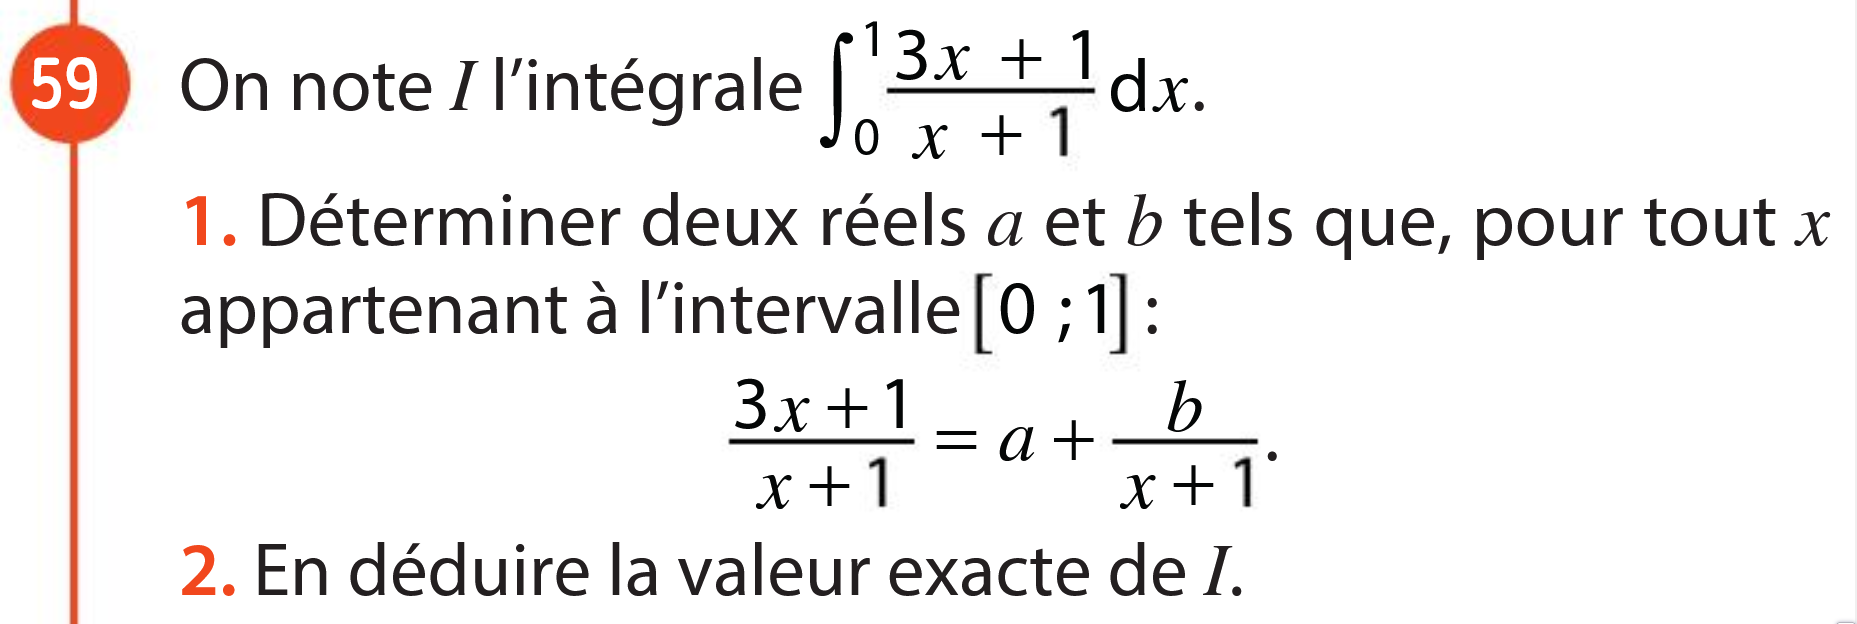 59 On note I l’intégrale ∫₀¹ (3x + 1)/(x + 1) dx.
1. Déterminer deux réels a et b tels que, pour tout x
appartenant à l’intervalle [0 ; 1] :
(3x + 1)/(x + 1) = a + b/(x + 1).
2. En déduire la valeur exacte de I.